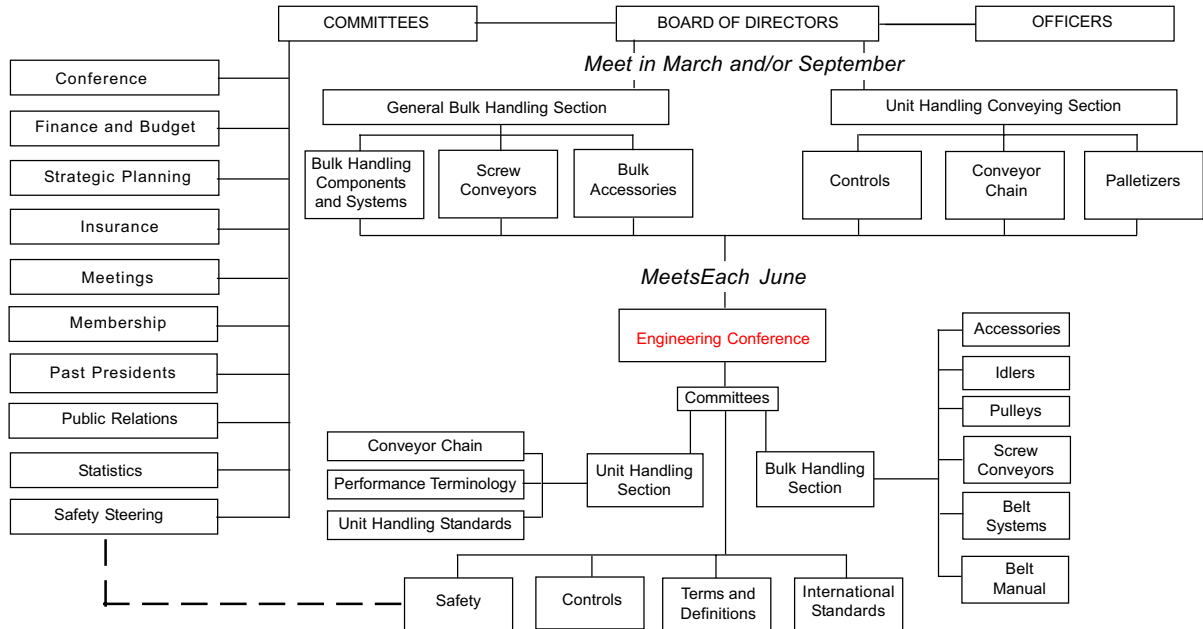 COMMITTEES
BOARD OF DIRECTORS
OFFICERS
Meet in March and/or September
Conference
Finance and Budget
Strategic Planning
Insurance
Meetings
Membership
Past Presidents
Public Relations
Statistics
Safety Steering
General Bulk Handling Section
Unit Handling Conveying Section
Bulk Handling
Components
and Systems
Screw
Conveyors
Bulk
Accessories
Controls
Conveyor
Chain
Palletizers
MeetsEach June
Engineering Conference
Committees
Conveyor Chain
Performance Terminology
Unit Handling Standards
Unit Handling
Section
Bulk Handling
Section
Accessories
Idlers
Pulleys
Screw
Conveyors
Belt
Systems
Belt
Manual
Safety
Controls
Terms and
Definitions
International
Standards